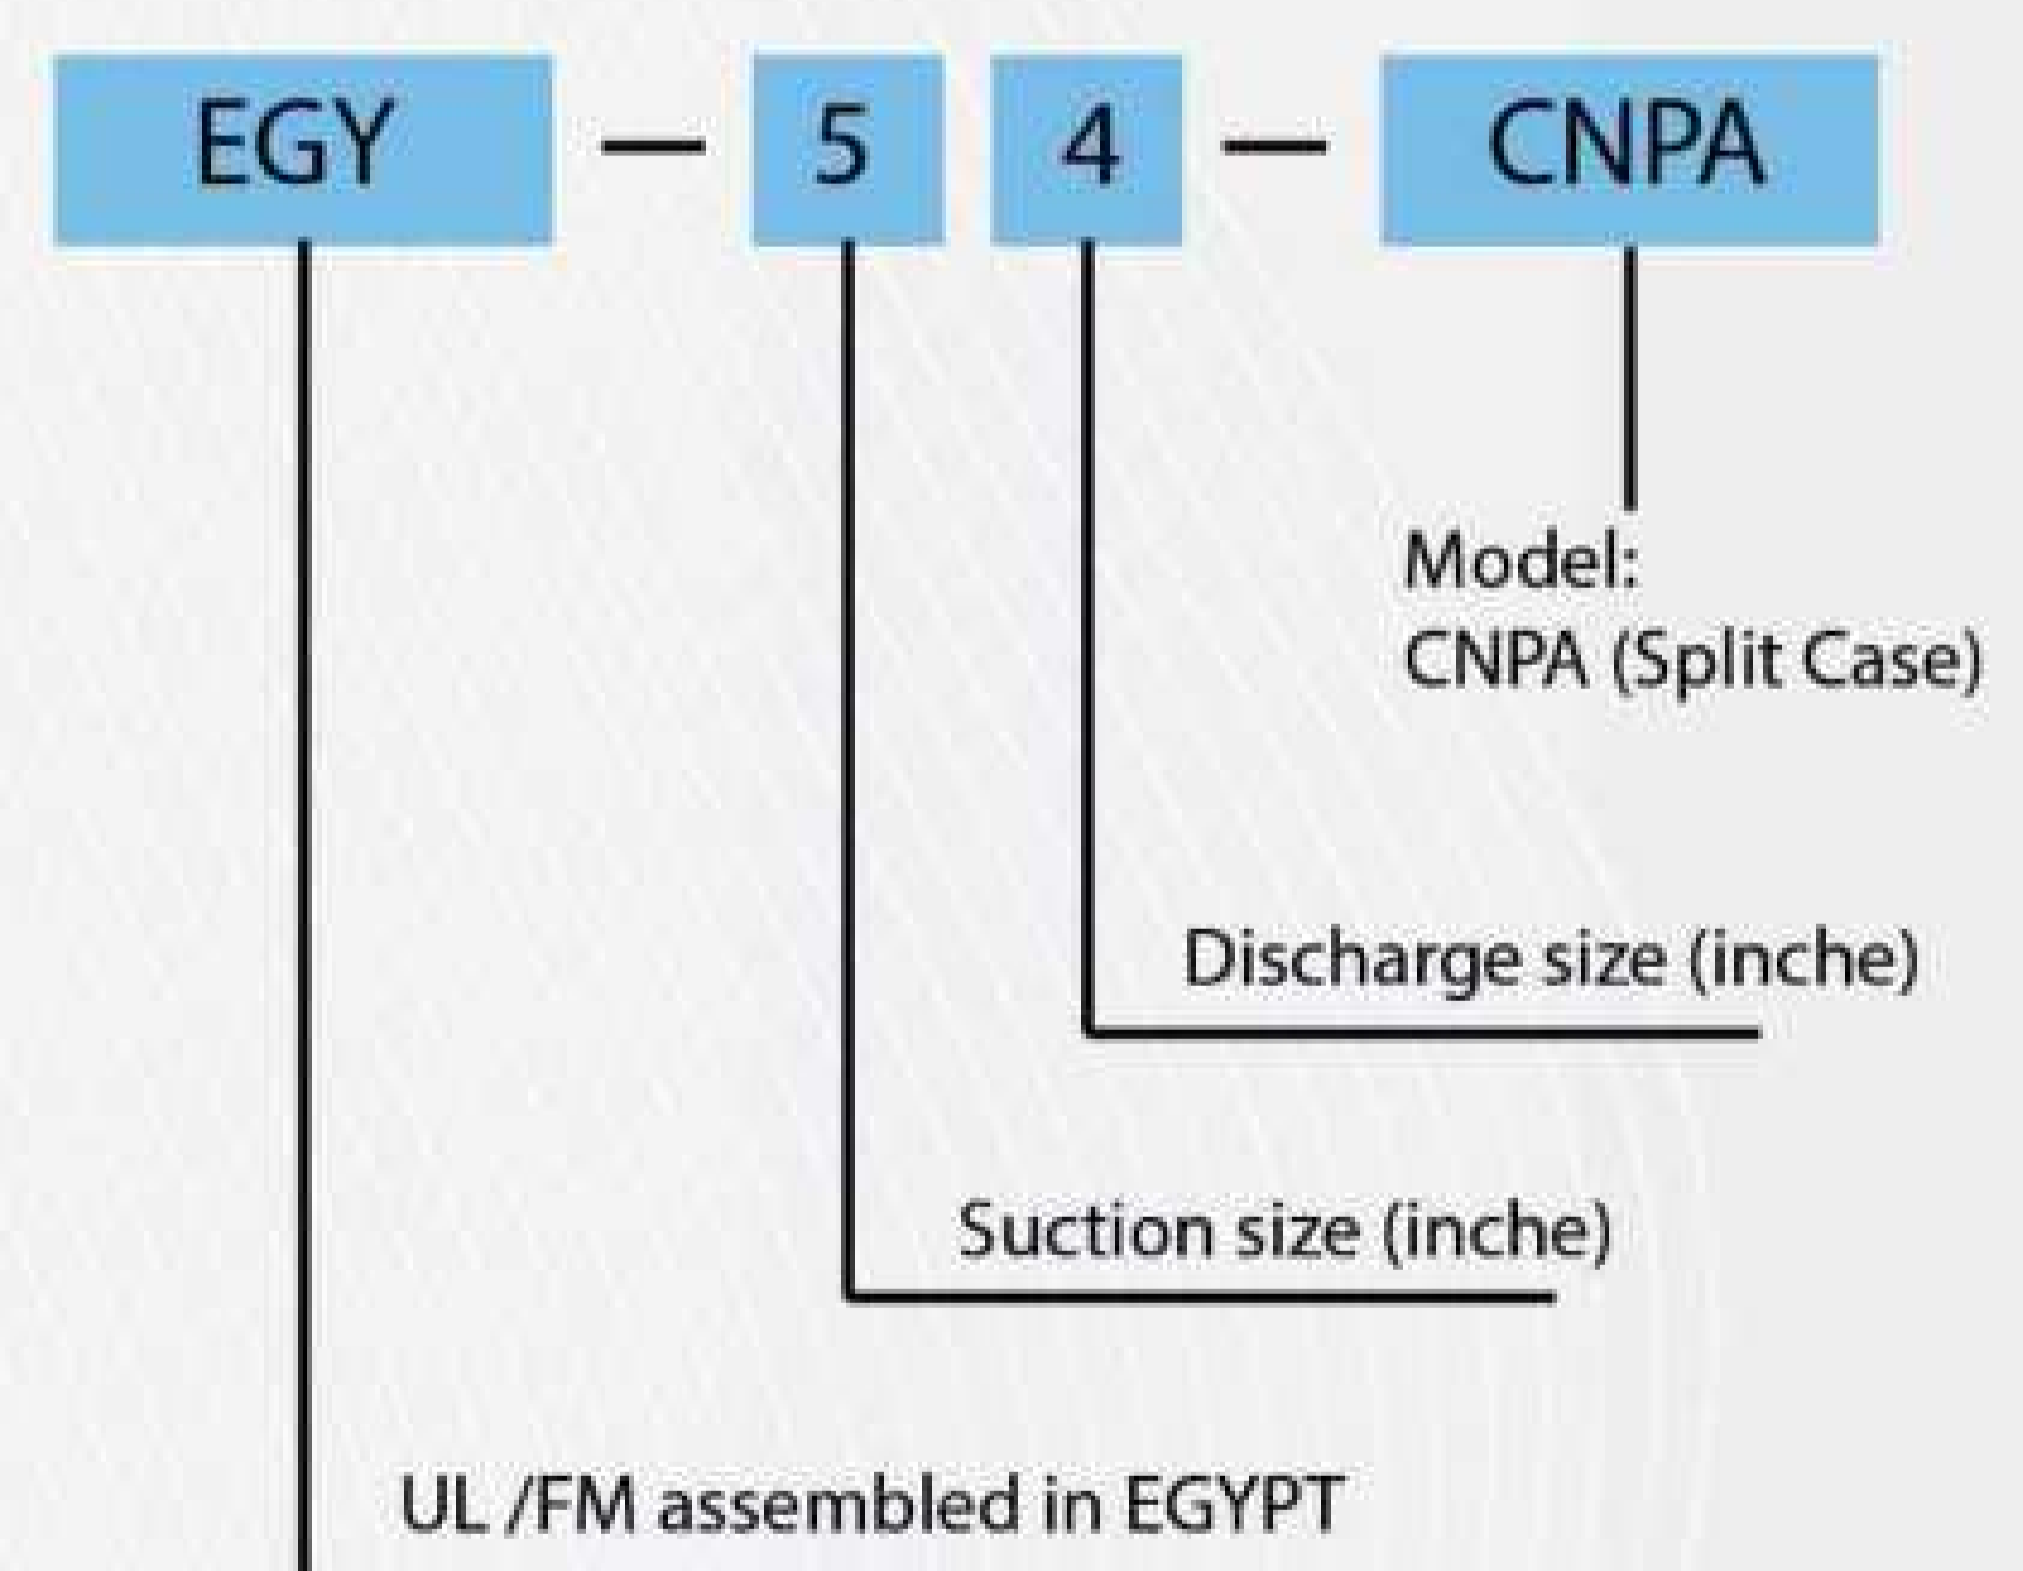 EGY — 5 4 — CNPA
Model:
CNPA (Split Case)
Discharge size (inche)
Suction size (inche)
UL /FM assembled in EGYPT